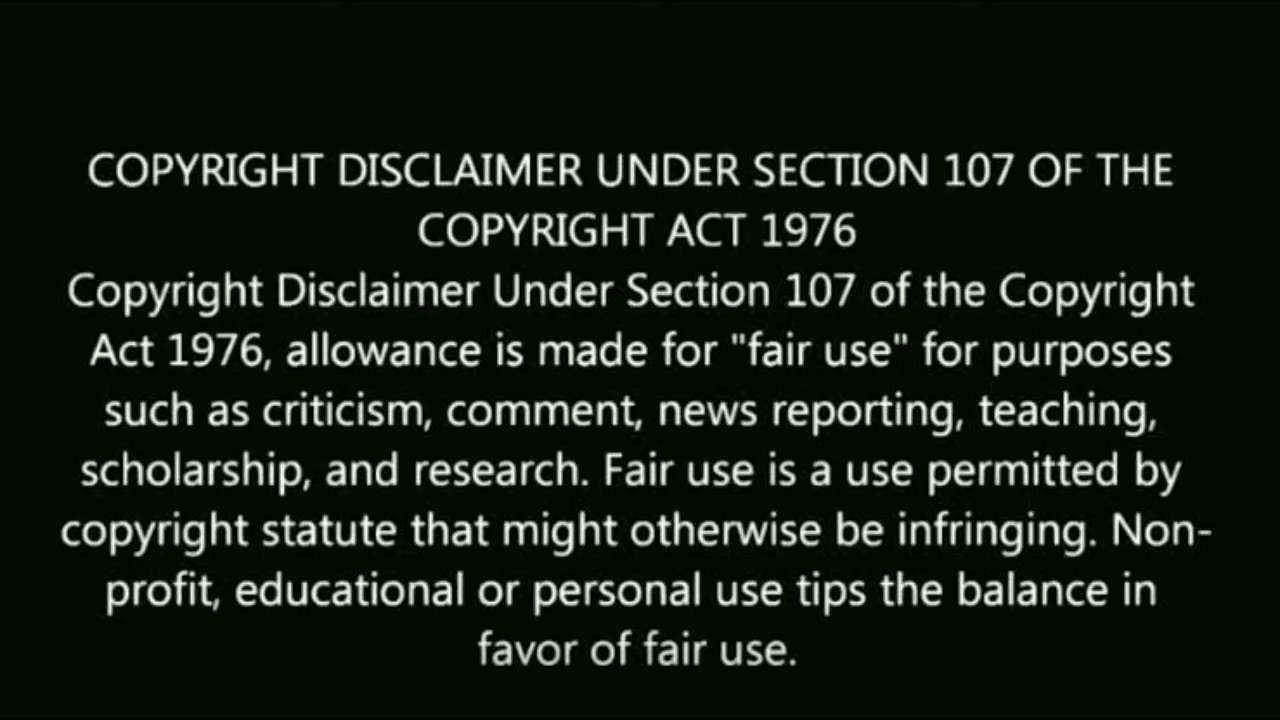 COPYRIGHT DISCLAIMER UNDER SECTION 107 OF THE
COPYRIGHT ACT 1976
Copyright Disclaimer Under Section 107 of the Copyright
Act 1976, allowance is made for "fair use" for purposes
such as criticism, comment, news reporting, teaching,
scholarship, and research. Fair use is a use permitted by
copyright statute that might otherwise be infringing. Non-
profit, educational or personal use tips the balance in
favor of fair use.